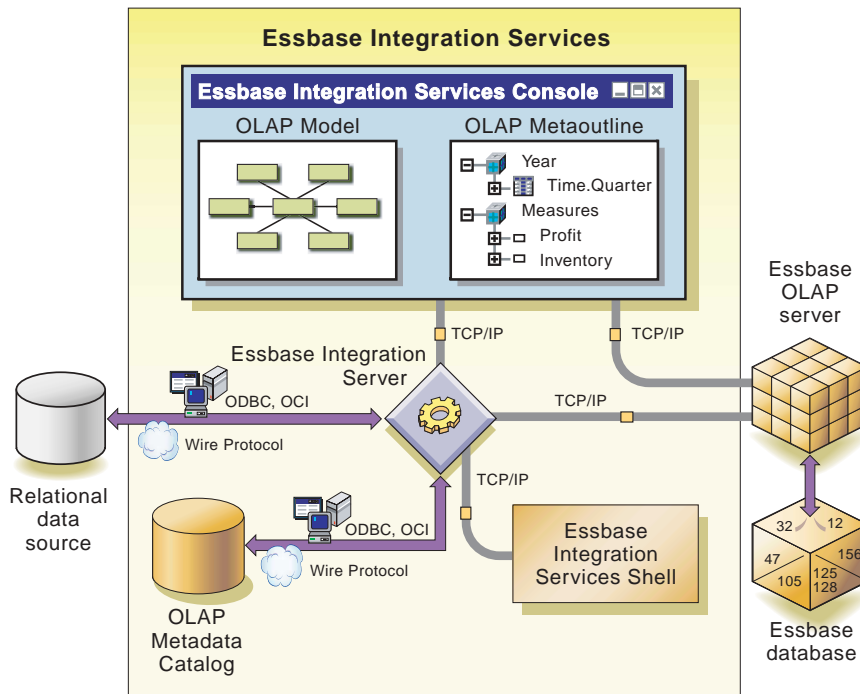 Essbase Integration Services
Essbase Integration Services Console
OLAP Model
OLAP Metaoutline
Year
Time.Quarter
Measures
Profit
Inventory
Essbase
OLAP
server
TCP/IP
TCP/IP
Essbase Integration
Server
ODBC, OCI
Wire Protocol
TCP/IP
Relational
data
source
TCP/IP
ODBC, OCI
Wire Protocol
OLAP
Metadata
Catalog
Essbase
Integration
Services Shell
32
12
47
105
156
125
128
Essbase
database